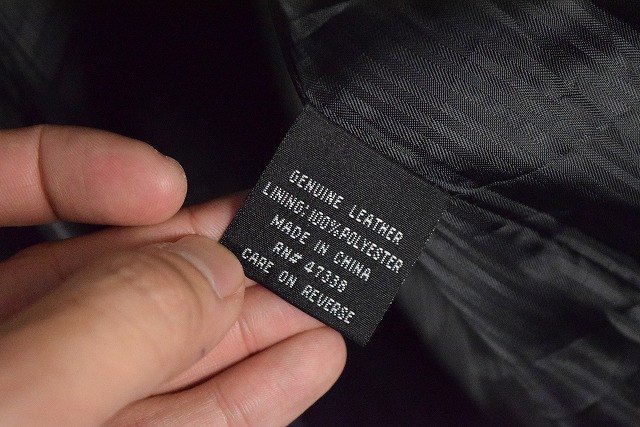 GENUINE LEATHER
LINING:100%POLYESTER
MADE IN CHINA
RN# 47338
CARE ON REVERSE